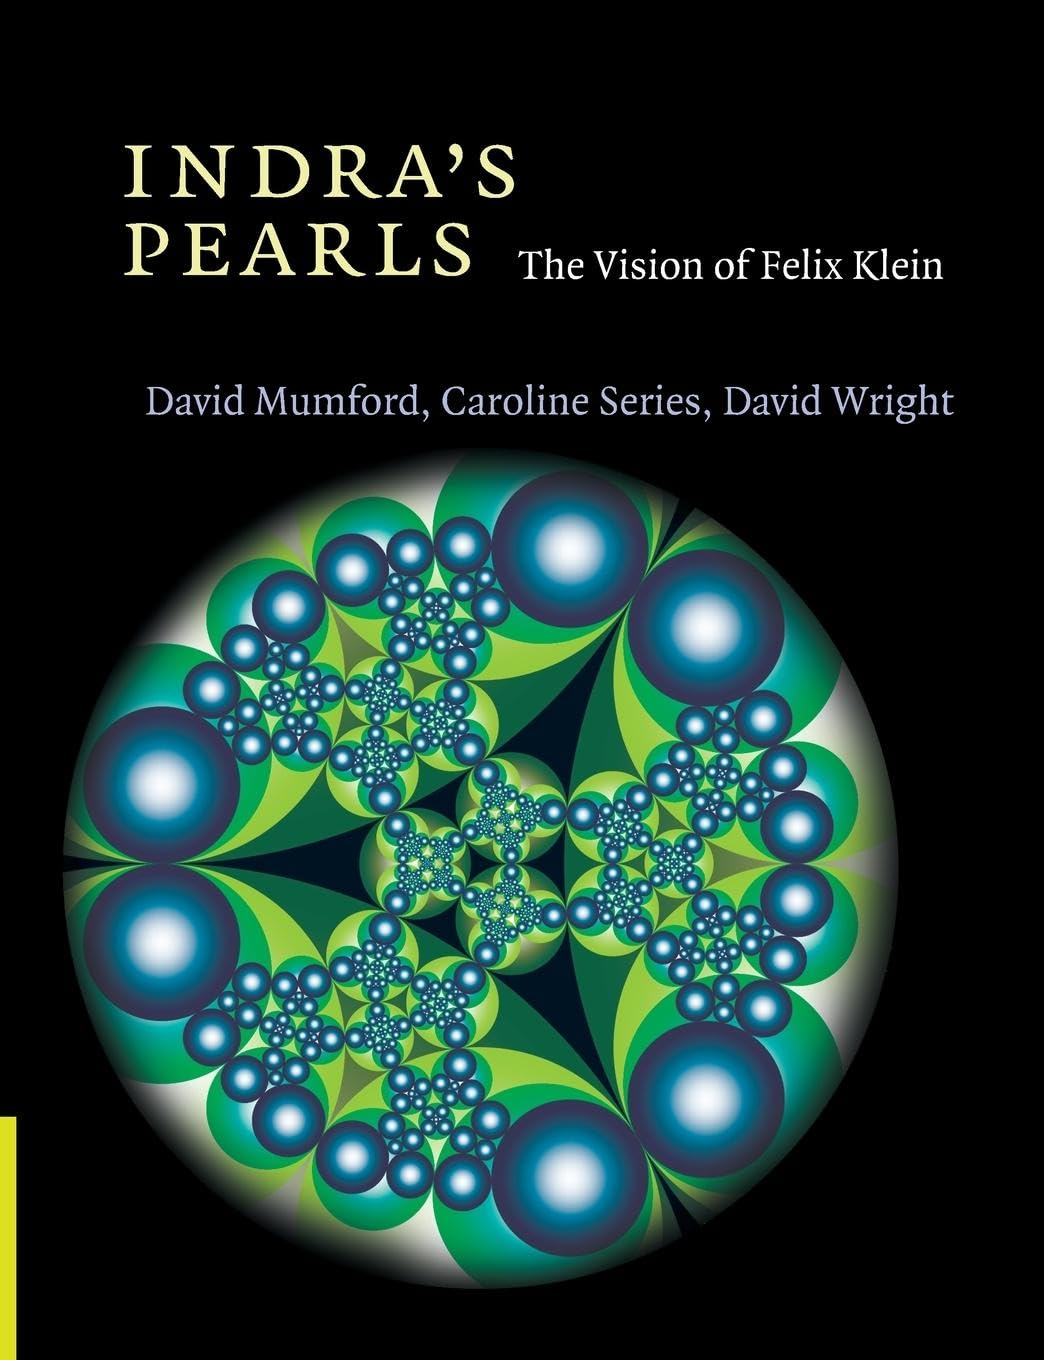 INDRA'S
PEARLS The Vision of Felix Klein
David Mumford, Caroline Series, David Wright